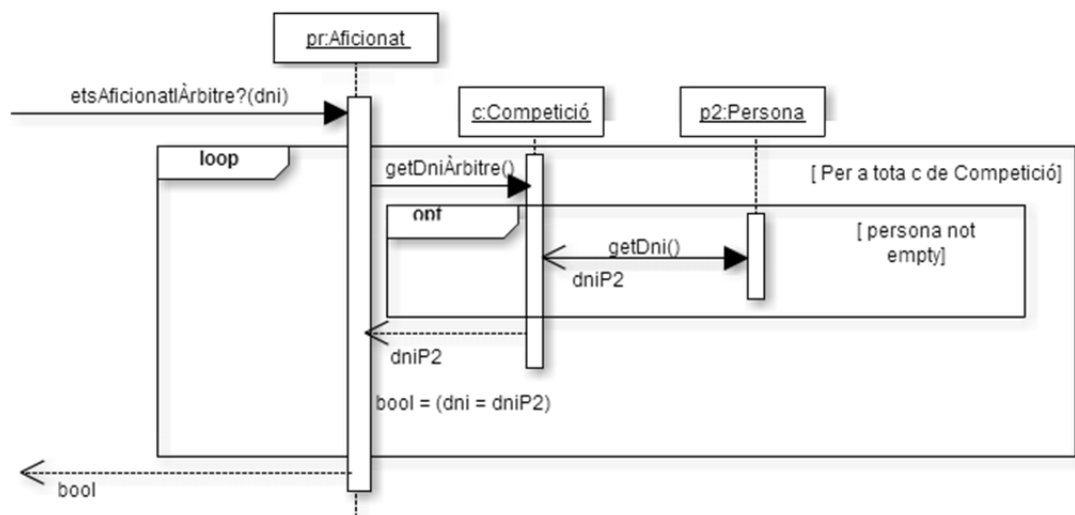 pr:Aficionat
etsAficionatIÀrbitre?(dni)
c:Competició
p2:Persona
loop
getDniÀrbitre()
[ Per a tota c de Competició]
opt
[ persona not
empty]
getDni()
dniP2
dniP2
bool = (dni = dniP2)
bool